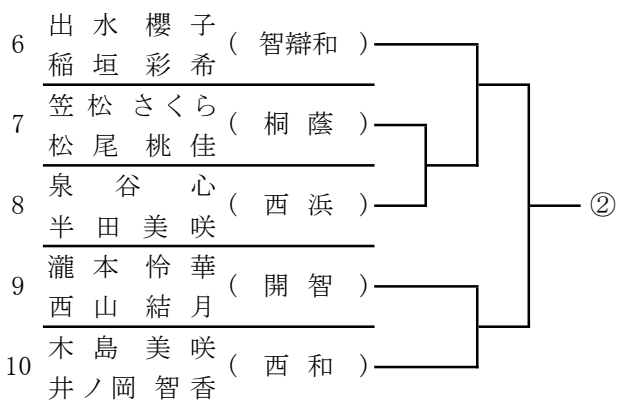 6 出水 櫻子 ( 智辯和 )
稲垣 彩希
7 笠松 さくら ( 桐蔭 )
松尾 桃佳
8 泉谷 心 ( 西浜 )
半田 美咲
②
9 瀧本 怜華 ( 開智 )
西山 結月
10 木島 美咲 ( 西和 )
井ノ岡 智香